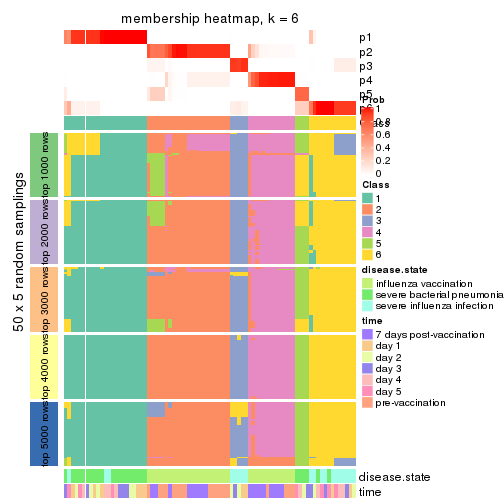 membership heatmap, k = 6
p1
p2
p3
p4
p5
p6
Prob
1
0.8
0.6
0.4
0.2
0
Class
1
2
3
4
5
6
disease.state
influenza vaccination
severe bacterial pneumonia
severe influenza infection
time
7 days post-vaccination
day 1
day 2
day 3
day 4
day 5
pre-vaccination
50 x 5 random samplings
top 1000 rows
top 2000 rows
top 3000 rows
top 4000 rows
top 5000 rows
disease.state
time